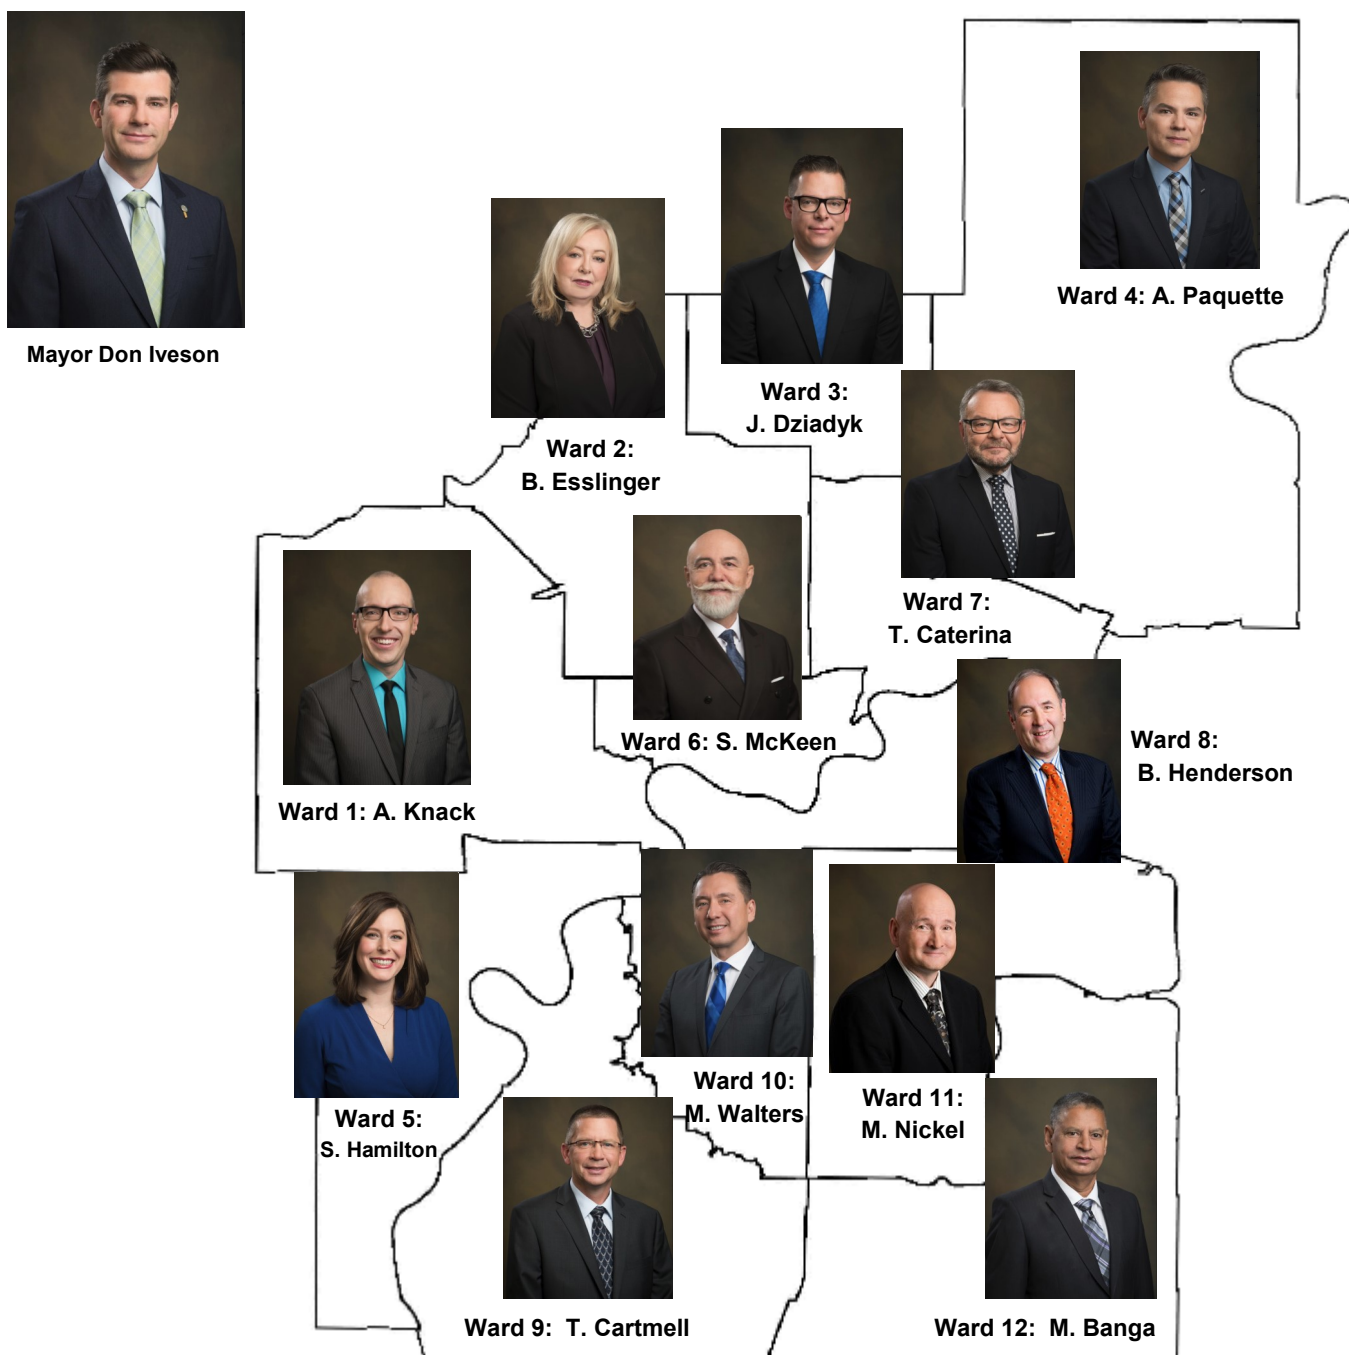 Mayor Don Iveson
Ward 4: A. Paquette
Ward 3:
J. Dziadyk
Ward 2:
B. Esslinger
Ward 7:
T. Caterina
Ward 6: S. McKeen
Ward 8:
B. Henderson
Ward 1: A. Knack
Ward 10:
M. Walters
Ward 11:
M. Nickel
Ward 5:
S. Hamilton
Ward 9: T. Cartmell
Ward 12: M. Banga